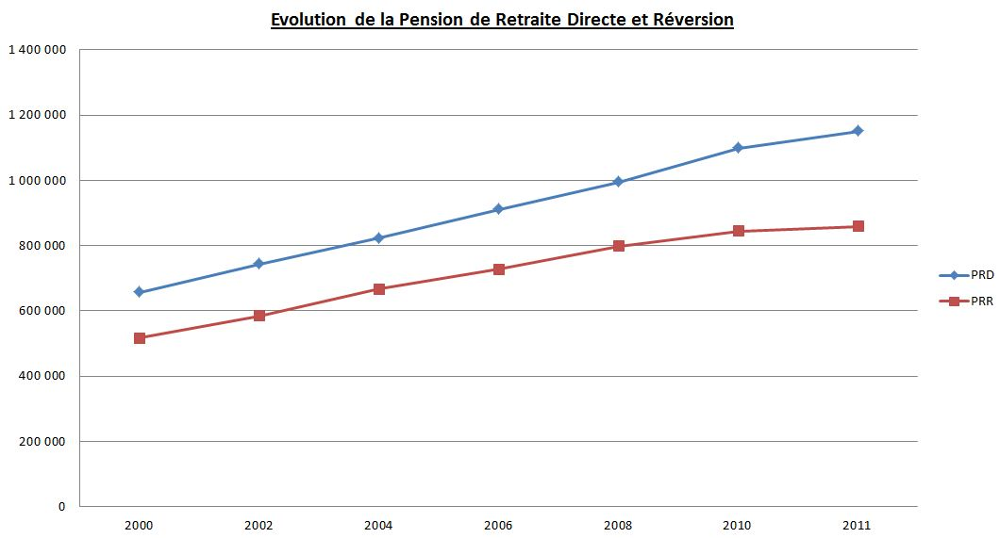 Evolution de la Pension de Retraite Directe et Réversion
1 400 000
1 200 000
1 000 000
800 000
600 000
400 000
200 000
0
2000 2002 2004 2006 2008 2010 2011
PRD
PRR